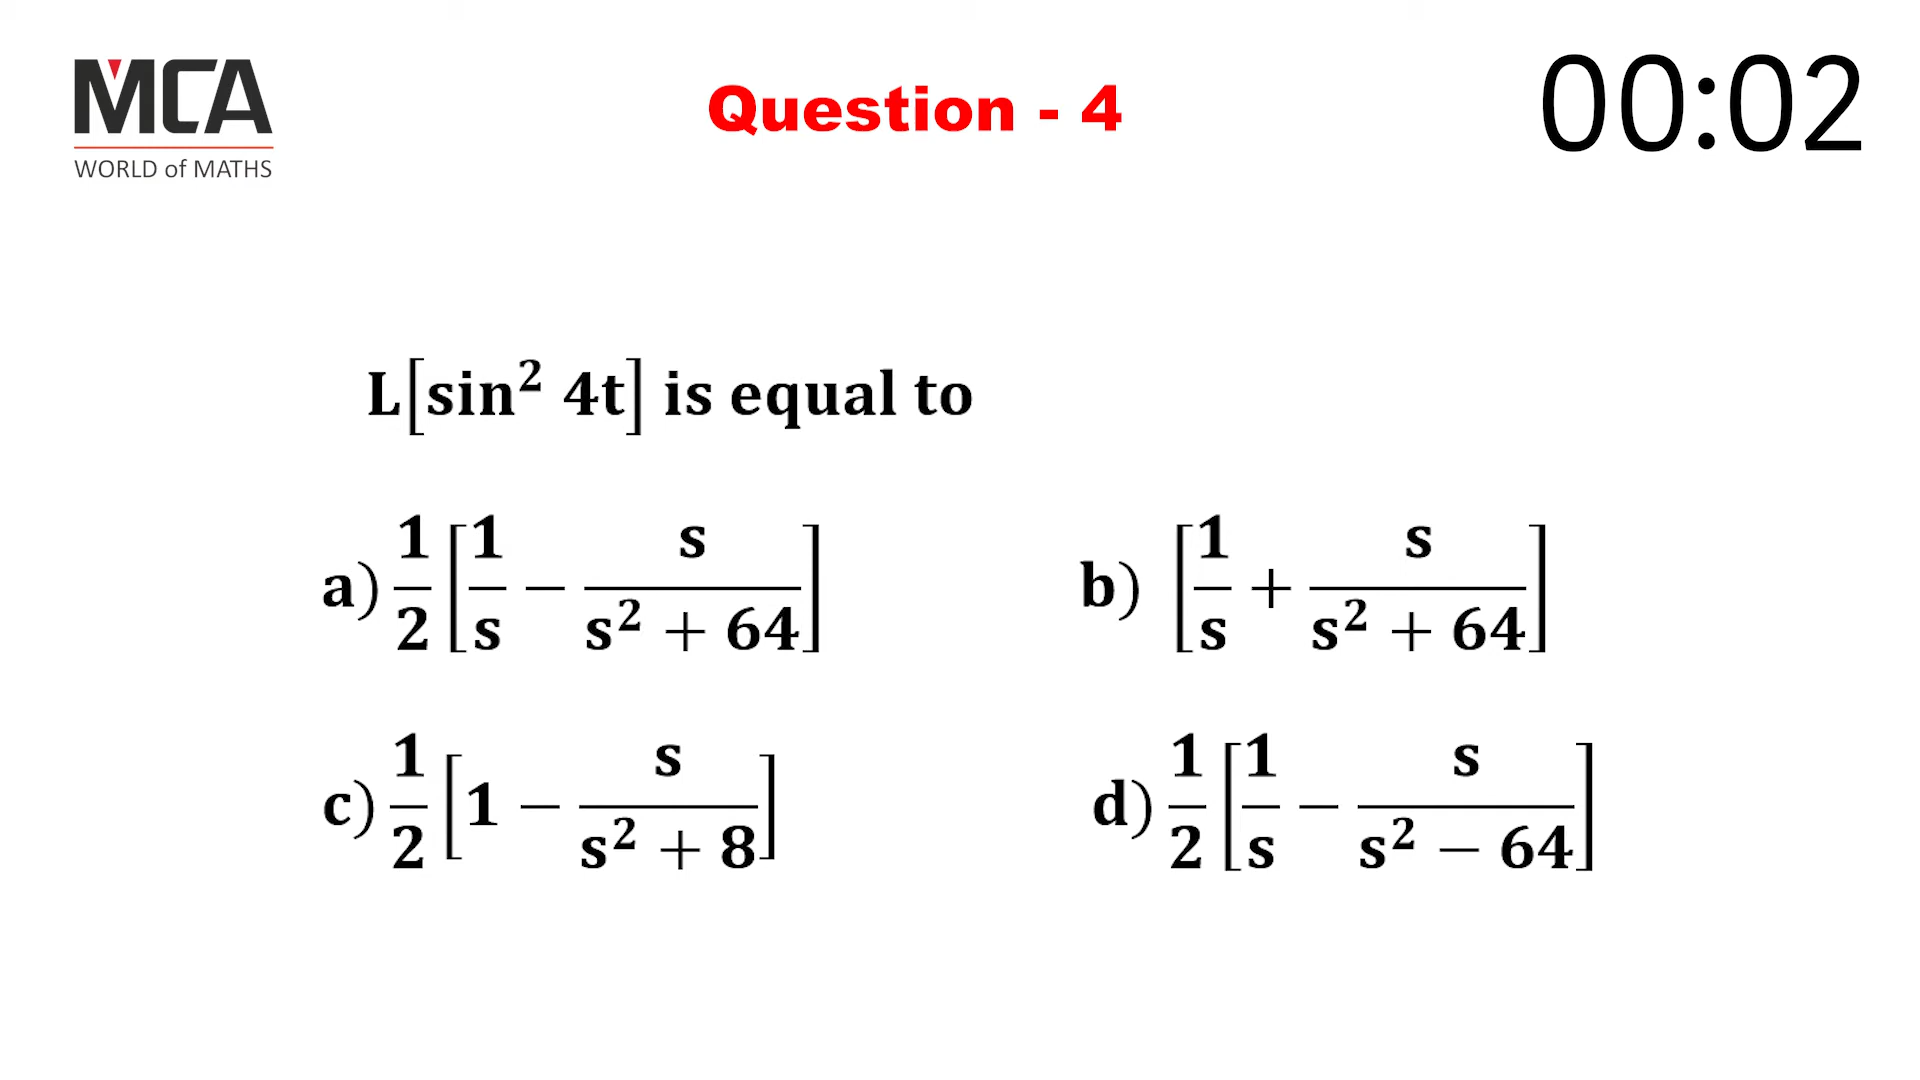 MCA
WORLD of MATHS
Question - 4
00:02
L[sin² 4t] is equal to
a) 1/2 [1/s − s/(s² + 64)]
b) [1/s + s/(s² + 64)]
c) 1/2 [1 − s/(s² + 8)]
d) 1/2 [1/s − s/(s² − 64)]